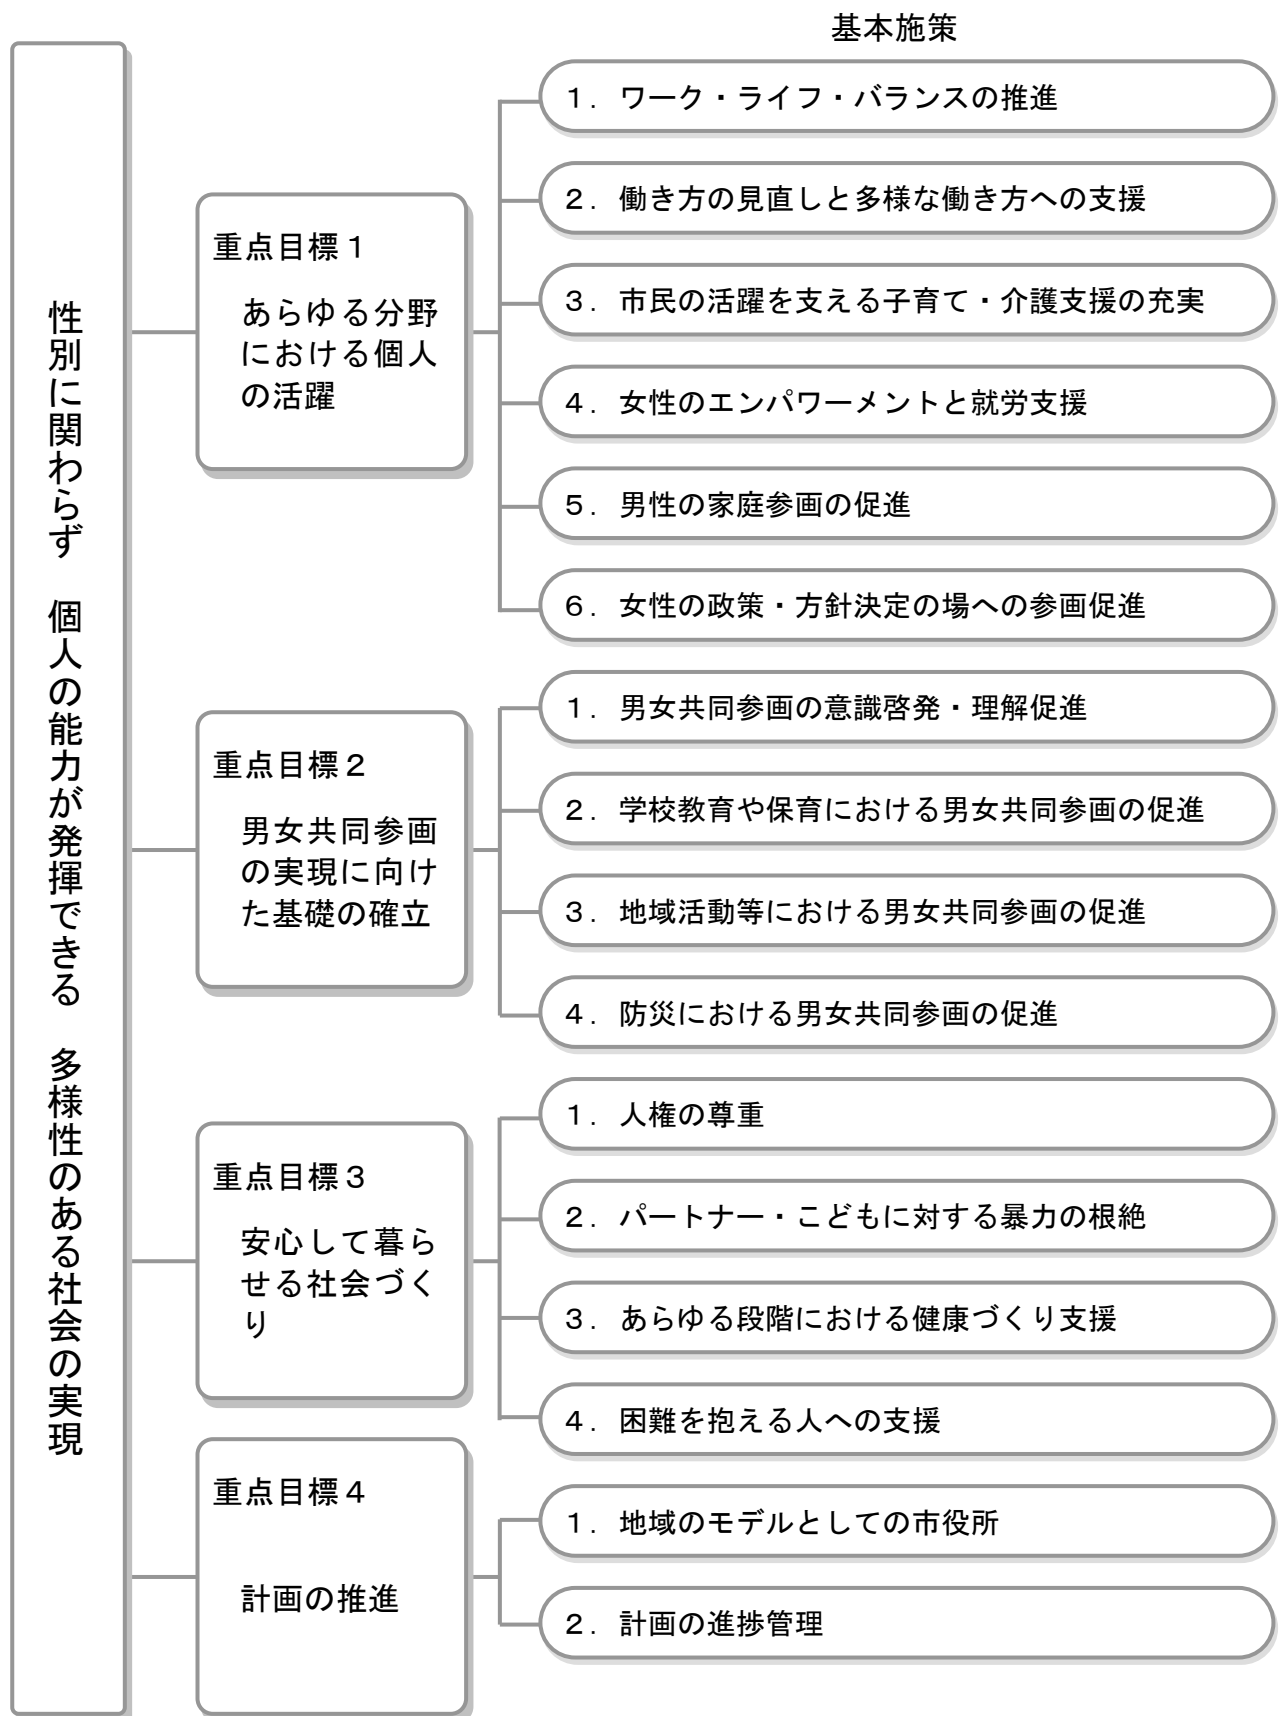 基本施策
性別に関わらず　個人の能力が発揮できる　多様性のある社会の実現
重点目標１
あらゆる分野
における個人
の活躍
１．ワーク・ライフ・バランスの推進
２．働き方の見直しと多様な働き方への支援
３．市民の活躍を支える子育て・介護支援の充実
４．女性のエンパワーメントと就労支援
５．男性の家庭参画の促進
６．女性の政策・方針決定の場への参画促進
重点目標２
男女共同参画
の実現に向け
た基礎の確立
１．男女共同参画の意識啓発・理解促進
２．学校教育や保育における男女共同参画の促進
３．地域活動等における男女共同参画の促進
４．防災における男女共同参画の促進
重点目標３
安心して暮ら
せる社会づく
り
１．人権の尊重
２．パートナー・こどもに対する暴力の根絶
３．あらゆる段階における健康づくり支援
４．困難を抱える人への支援
重点目標４
計画の推進
１．地域のモデルとしての市役所
２．計画の進捗管理